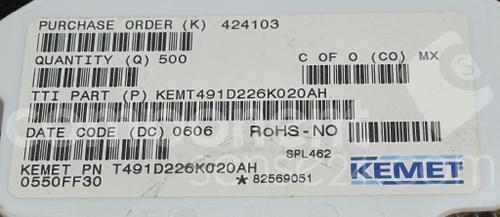 PURCHASE ORDER (K) 424103
QUANTITY (Q) 500
C OF O (CO) MX
TTI PART (P) KEMT491D226K020AH
DATE CODE (DC) 0606 RoHS-NO
KEMET PN T491D226K020AH
SPL462
0550FF30
*82569051
KEMET